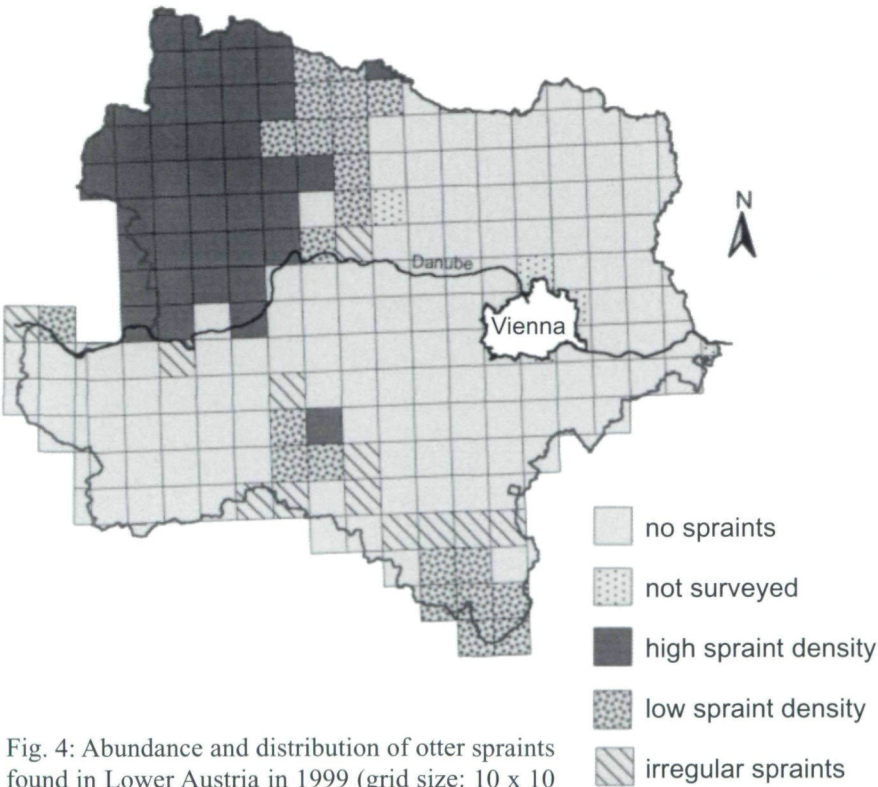 N
Danube
Vienna
no spraints
not surveyed
high spraint density
low spraint density
irregular spraints
Fig. 4: Abundance and distribution of otter spraints
found in Lower Austria in 1999 (grid size: 10 x 10